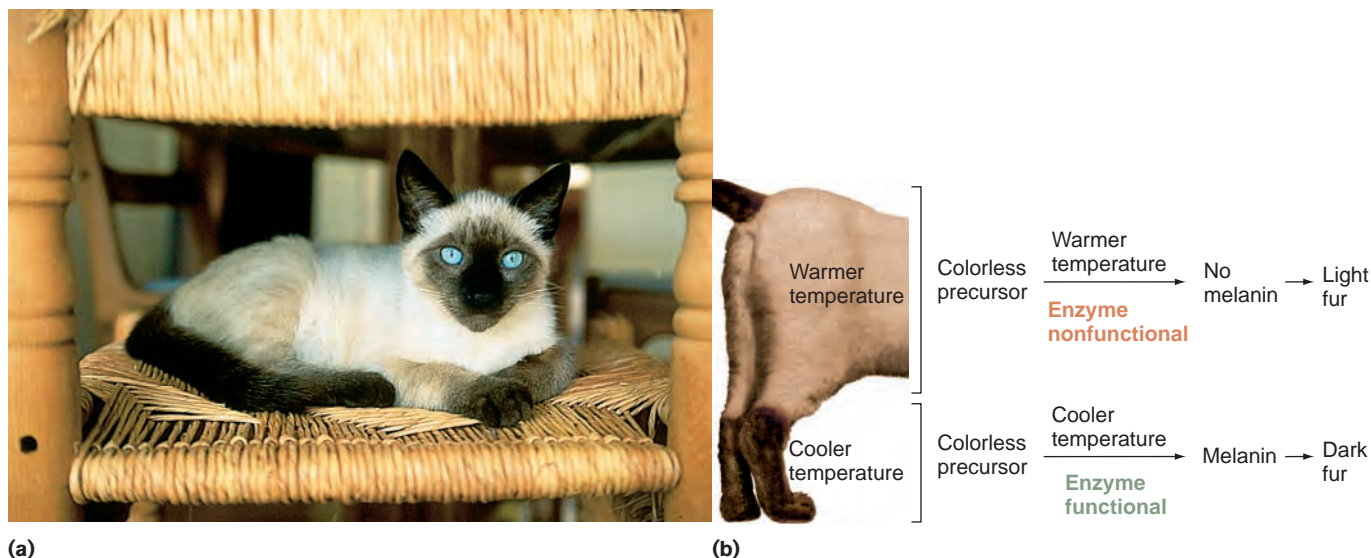 Warmer
temperature
Colorless
precursor
Warmer
temperature
Enzyme
nonfunctional
No
melanin
Light
fur
Cooler
temperature
Colorless
precursor
Cooler
temperature
Enzyme
functional
Melanin
Dark
fur
(a)
(b)